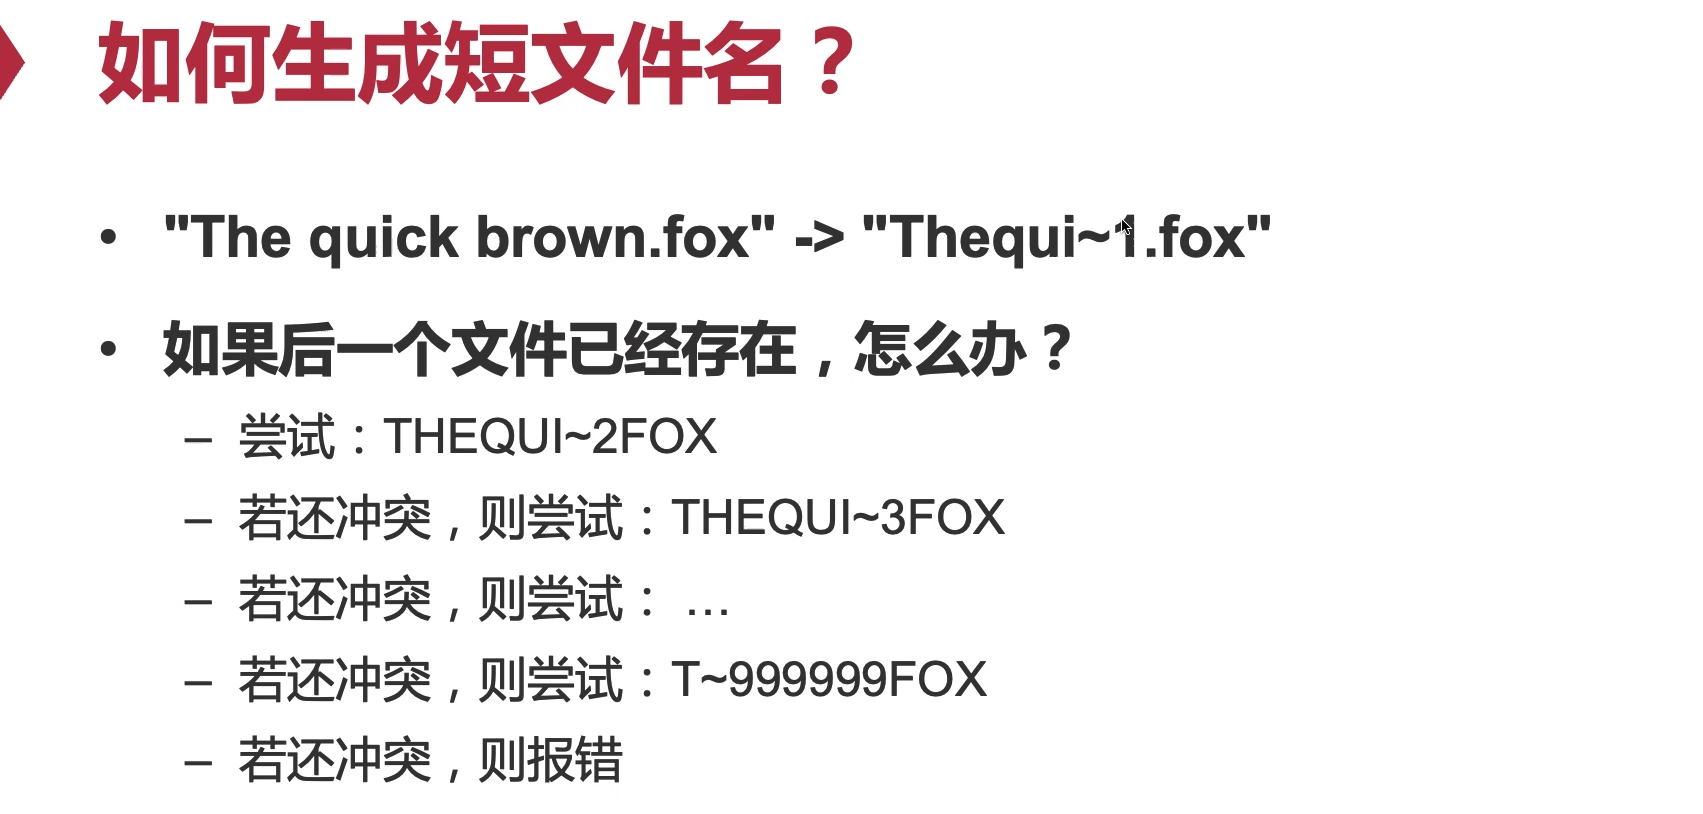 如何生成短文件名？
• "The quick brown.fox" -> "Thequi~1.fox"
• 如果后一个文件已经存在，怎么办？
– 尝试：THEQUI~2FOX
– 若还冲突，则尝试：THEQUI~3FOX
– 若还冲突，则尝试： …
– 若还冲突，则尝试：T~999999FOX
– 若还冲突，则报错